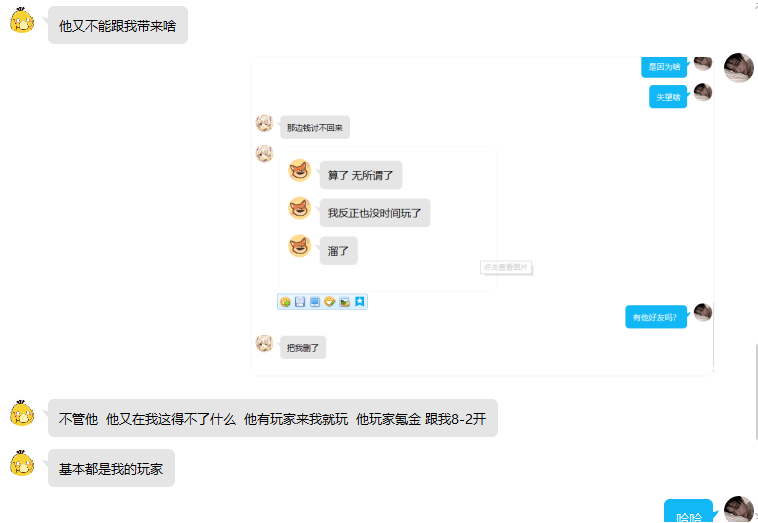 他又不能跟我带来啥
是因为啥
失望啥
那边钱讨不回来
算了 无所谓了
我反正也没时间玩了
溜了
点击查看图片
有他好友吗?
把我删了
不管他 他又在我这得不了什么 他有玩家来我就玩 他玩家氪金 跟我8-2开
基本都是我的玩家
哈哈